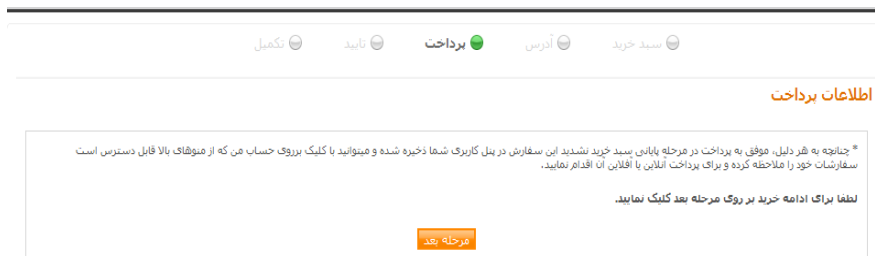 سبد خرید آدرس پرداخت تایید تکمیل
اطلاعات پرداخت
* چنانچه به هر دلیل، موفق به پرداخت در مرحله پایانی سبد خرید نشدید این سفارش در پنل کاربری شما ذخیره شده و میتوانید با کلیک برروی حساب من که از منوهای بالا قابل دسترس است
سفارشات خود را ملاحظه کرده و برای پرداخت آنلاین یا آفلاین آن اقدام نمایید.
لطفا برای ادامه خرید بر روی مرحله بعد کلیک نمایید.
مرحله بعد